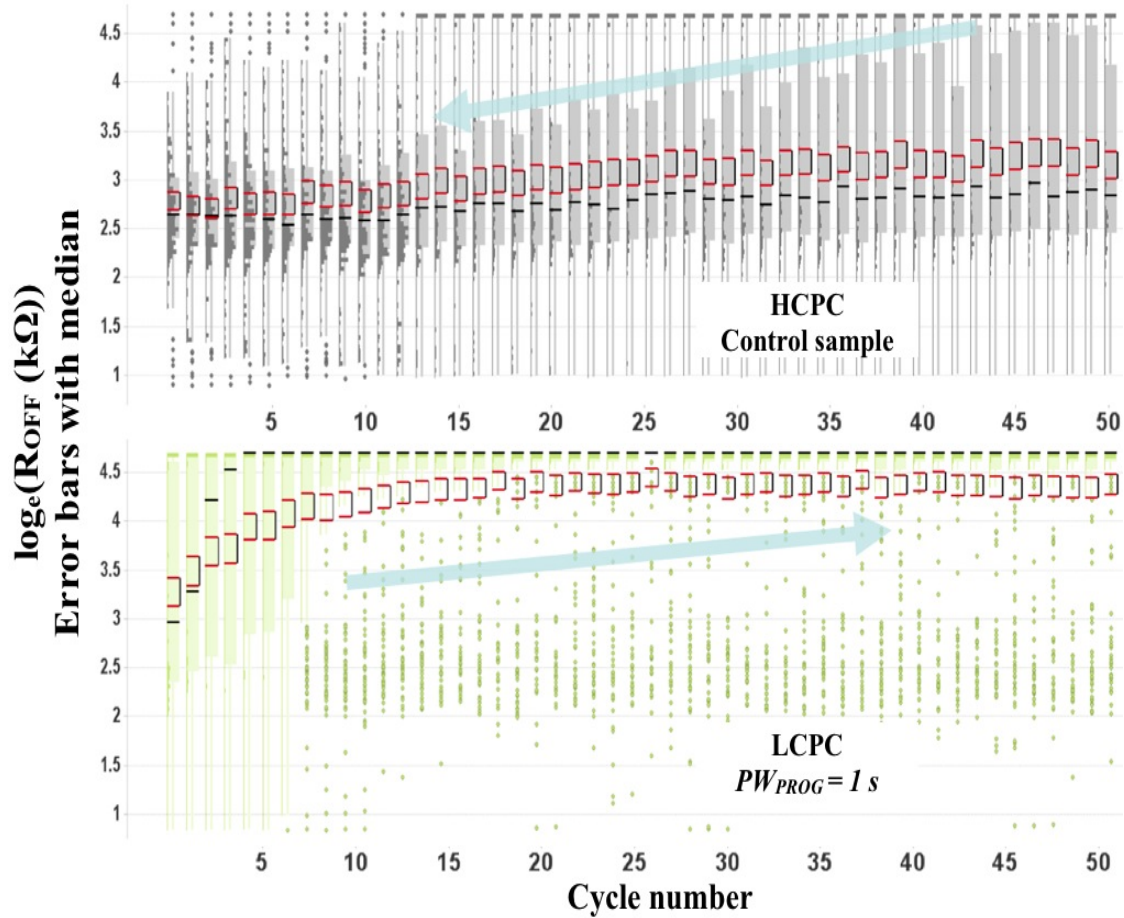 4.5
4
3.5
3
2.5
2
1.5
1
HCPC
Control sample
5 10 15 20 25 30 35 40 45 50
logₑ(ROFF (kΩ))
Error bars with median
4.5
4
3.5
3
2.5
2
1.5
1
LCPC
PWPROG = 1 s
5 10 15 20 25 30 35 40 45 50
Cycle number